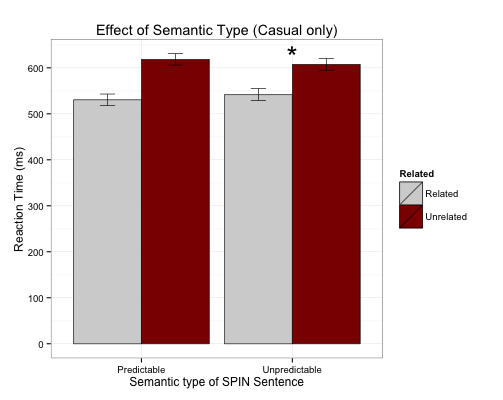 Effect of Semantic Type (Casual only)
*
600
500
400
300
200
100
0
Reaction Time (ms)
Predictable
Unpredictable
Semantic type of SPIN Sentence
Related
Related
Unrelated